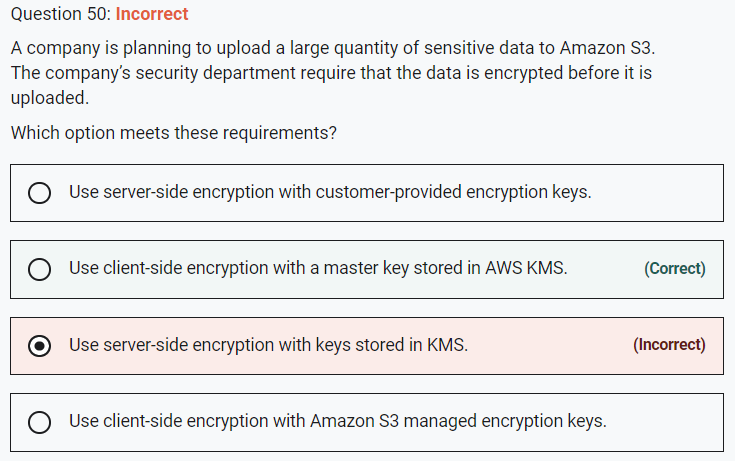 Question 50: Incorrect
A company is planning to upload a large quantity of sensitive data to Amazon S3.
The company's security department require that the data is encrypted before it is
uploaded.
Which option meets these requirements?
Use server-side encryption with customer-provided encryption keys.
Use client-side encryption with a master key stored in AWS KMS. (Correct)
Use server-side encryption with keys stored in KMS. (Incorrect)
Use client-side encryption with Amazon S3 managed encryption keys.